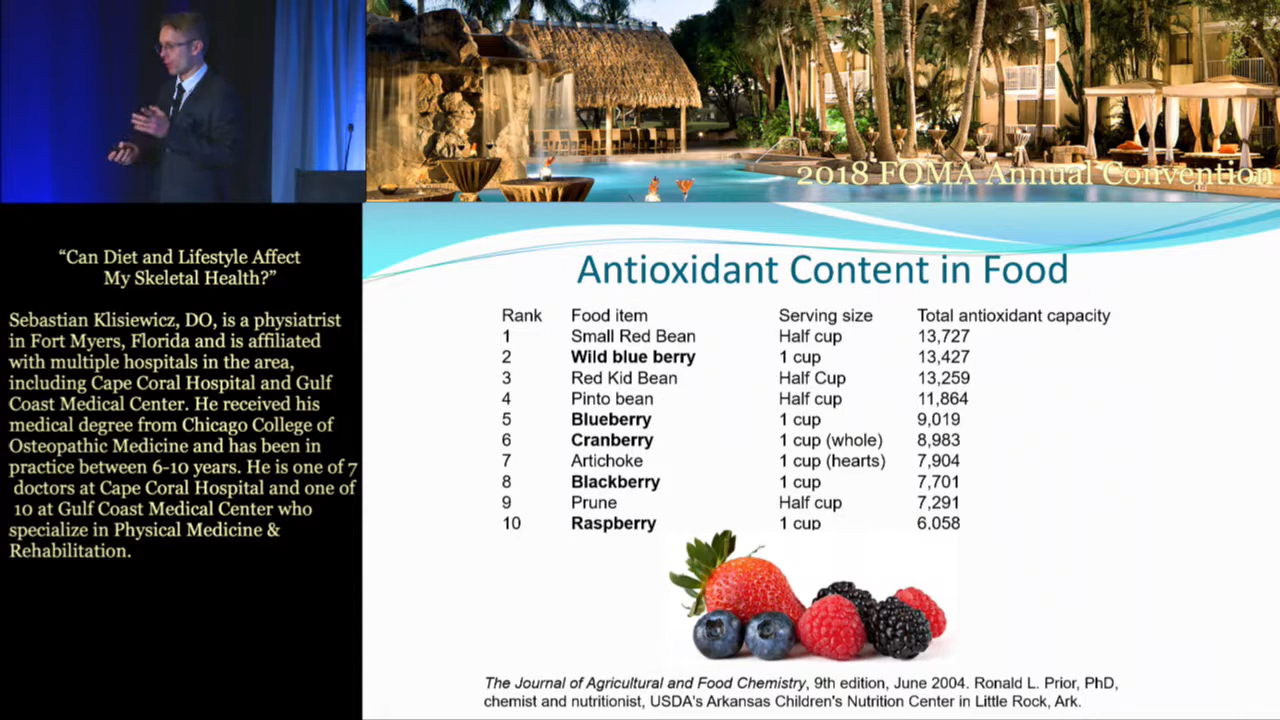 2018 FOMA Annual Convention
“Can Diet and Lifestyle Affect
My Skeletal Health?”
Sebastian Klisiewicz, DO, is a physiatrist
in Fort Myers, Florida and is affiliated
with multiple hospitals in the area,
including Cape Coral Hospital and Gulf
Coast Medical Center. He received his
medical degree from Chicago College of
Osteopathic Medicine and has been in
practice between 6-10 years. He is one of 7
doctors at Cape Coral Hospital and one of
10 at Gulf Coast Medical Center who
specialize in Physical Medicine &
Rehabilitation.
Antioxidant Content in Food
Rank Food item Serving size Total antioxidant capacity
1 Small Red Bean Half cup 13,727
2 Wild blue berry 1 cup 13,427
3 Red Kid Bean Half Cup 13,259
4 Pinto bean Half cup 11,864
5 Blueberry 1 cup 9,019
6 Cranberry 1 cup (whole) 8,983
7 Artichoke 1 cup (hearts) 7,904
8 Blackberry 1 cup 7,701
9 Prune Half cup 7,291
10 Raspberry 1 cup 6,058
The Journal of Agricultural and Food Chemistry, 9th edition, June 2004. Ronald L. Prior, PhD,
chemist and nutritionist, USDA's Arkansas Children's Nutrition Center in Little Rock, Ark.